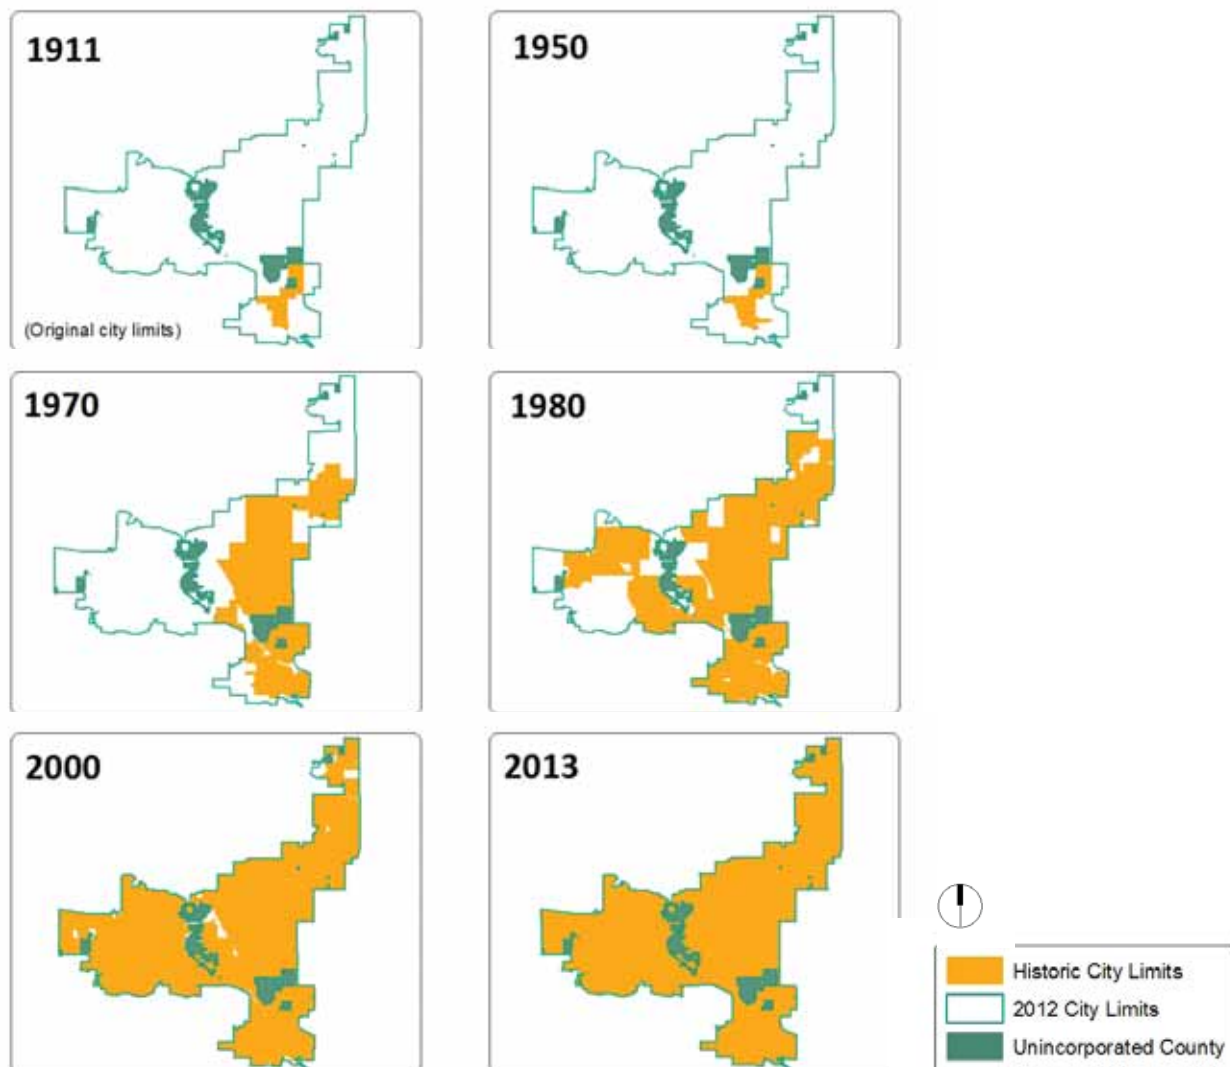 1911
(Original city limits)
1950
1970
1980
2000
2013
Historic City Limits
2012 City Limits
Unincorporated County